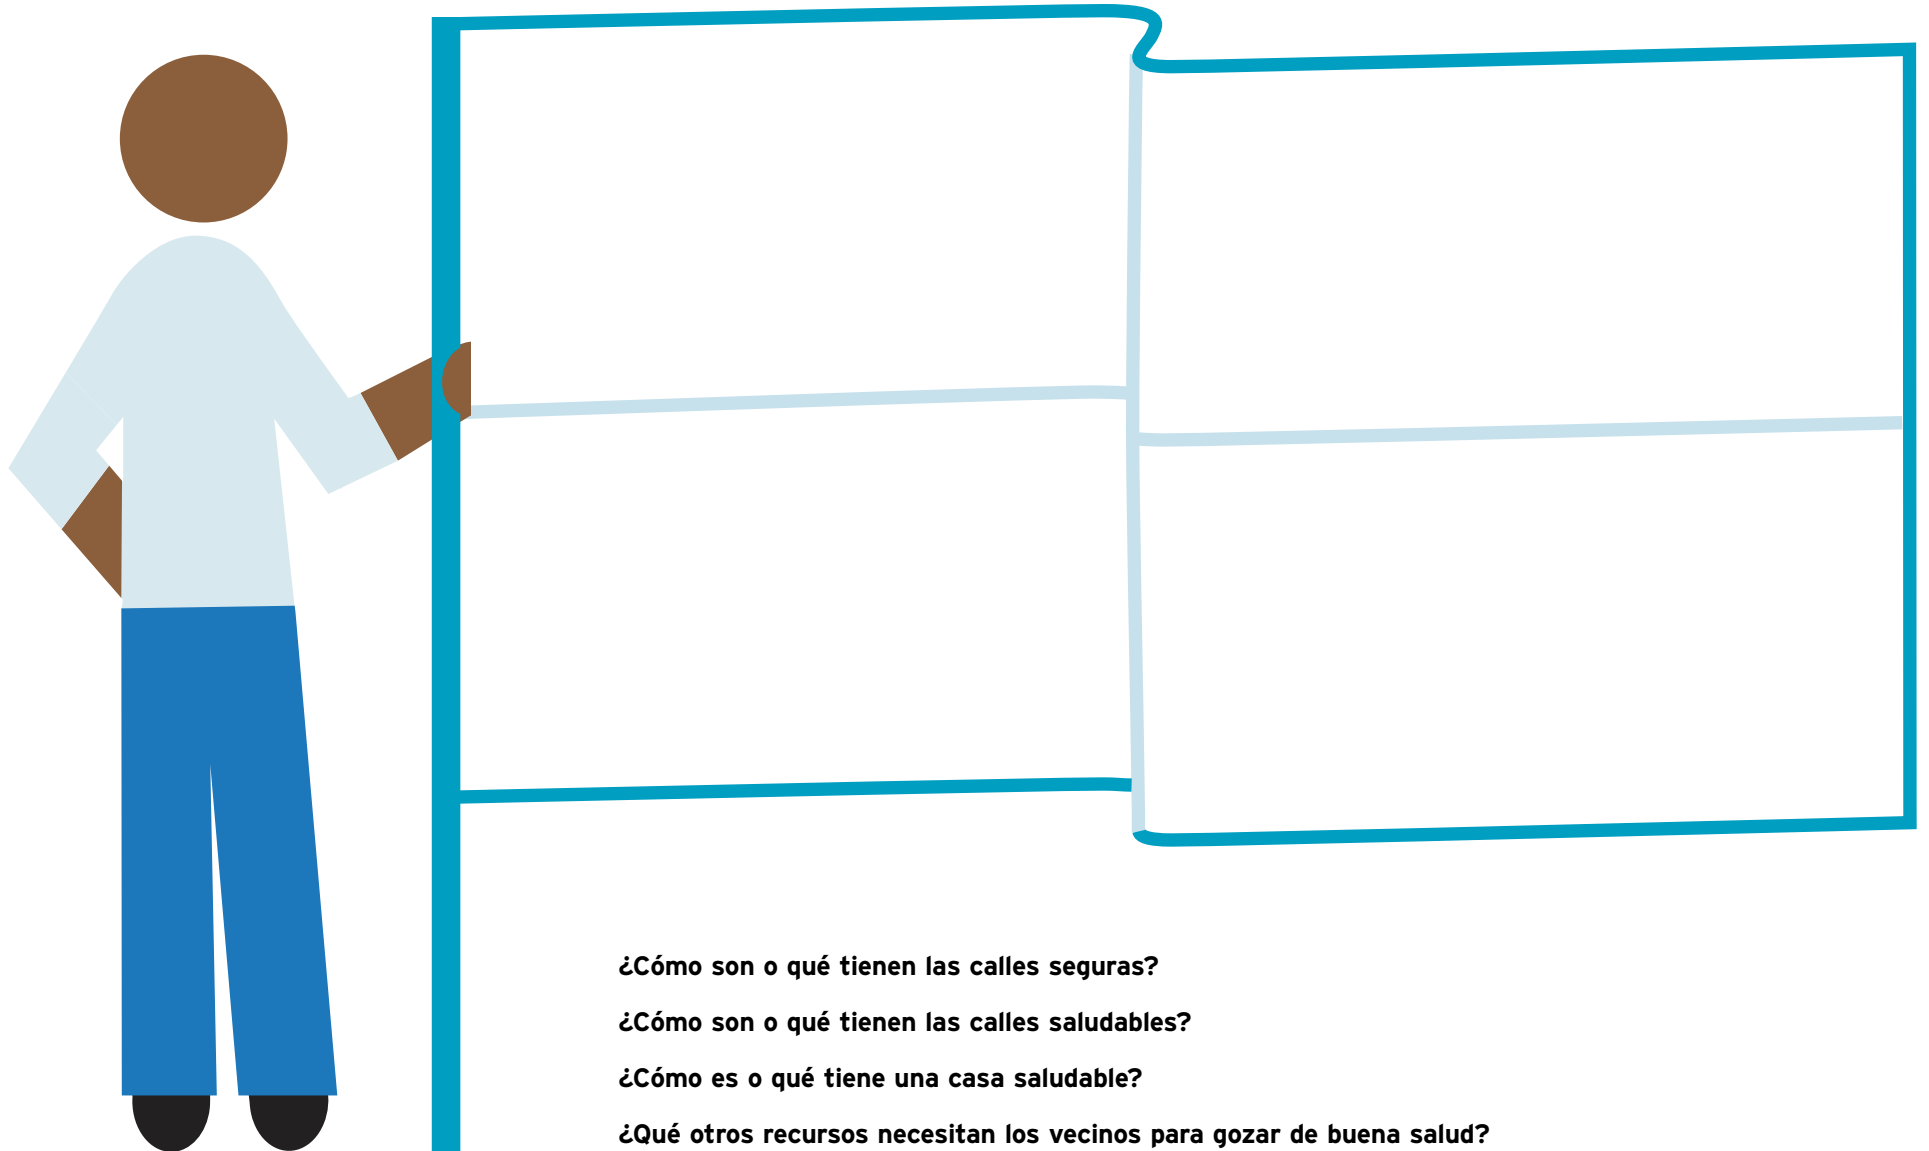 ¿Cómo son o qué tienen las calles seguras?
¿Cómo son o qué tienen las calles saludables?
¿Cómo es o qué tiene una casa saludable?
¿Qué otros recursos necesitan los vecinos para gozar de buena salud?